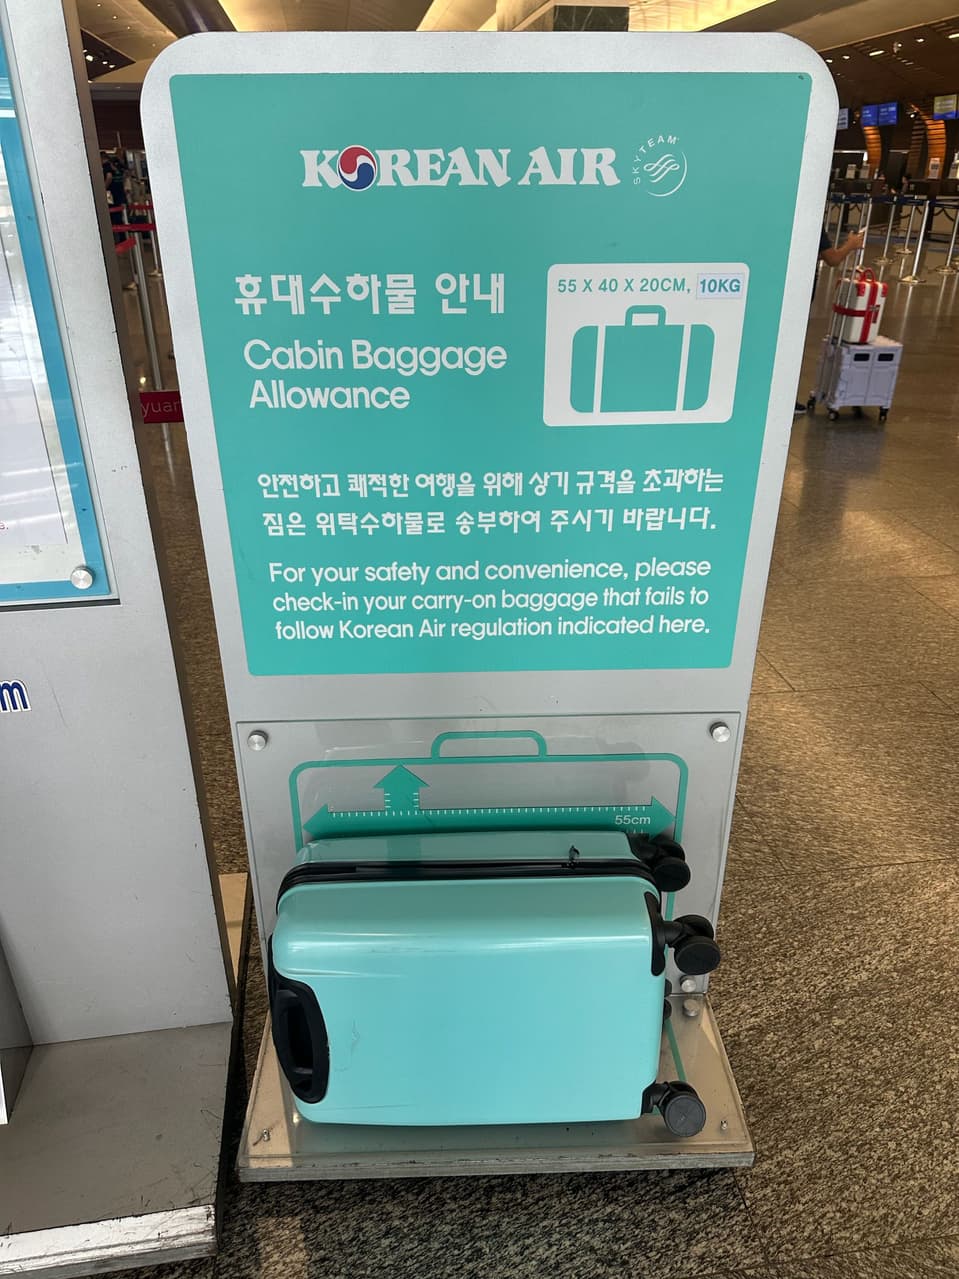 KOREAN AIR
SKYTEAM
휴대수하물 안내
Cabin Baggage
Allowance
55 X 40 X 20CM, 10KG
안전하고 쾌적한 여행을 위해 상기 규격을 초과하는
짐은 위탁수하물로 송부하여 주시기 바랍니다.
For your safety and convenience, please
check-in your carry-on baggage that fails to
follow Korean Air regulation indicated here.
55cm